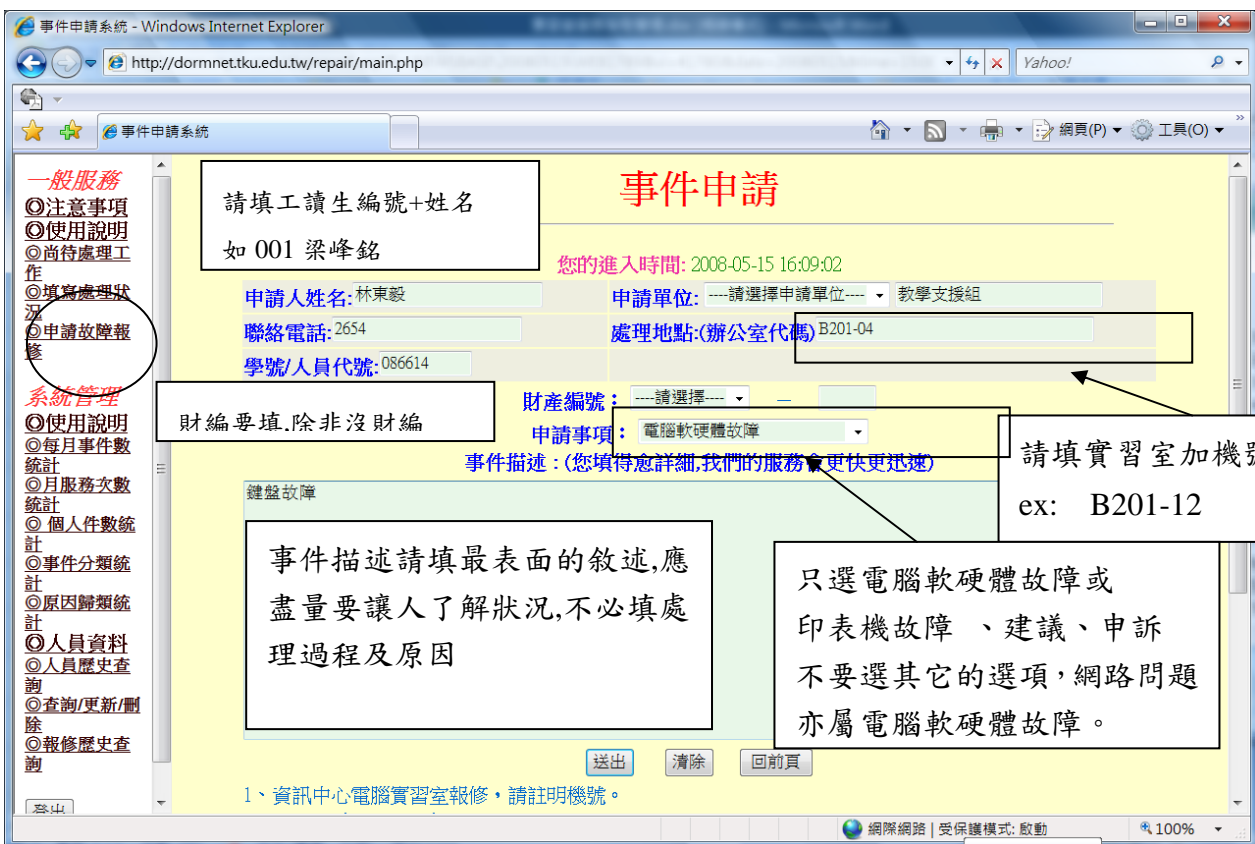 事件申請系統 - Windows Internet Explorer
http://dormnet.tku.edu.tw/repair/main.php
Yahoo!
事件申請系統
網頁(P)
工具(O)
一般服務
◎注意事項
◎使用說明
◎尚待處理工
作
◎填寫處理狀
況
◎申請故障報
修
系統管理
◎使用說明
◎每月事件數
統計
◎月服務次數
統計
◎ 個人件數統
計
◎事件分類統
計
◎原因歸類統
計
◎人員資料
◎人員歷史查
詢
◎查詢/更新/刪
除
◎報修歷史查
詢
登出
請填工讀生編號+姓名
如 001 梁峰銘
事件申請
您的進入時間: 2008-05-15 16:09:02
申請人姓名: 林東毅
申請單位: ----請選擇申請單位---- 教學支援組
聯絡電話: 2654
處理地點:(辦公室代碼) B201-04
學號/人員代號: 086614
財編要填.除非沒財編
財產編號： ----請選擇---- –
申請事項： 電腦軟硬體故障
事件描述：(您填得愈詳細,我們的服務會更快更迅速)
請填實習室加機號
ex: B201-12
鍵盤故障
事件描述請填最表面的敘述,應
盡量要讓人了解狀況,不必填處
理過程及原因
只選電腦軟硬體故障或
印表機故障 、建議、申訴
不要選其它的選項，網路問題
亦屬電腦軟硬體故障。
送出 清除 回前頁
1、資訊中心電腦實習室報修，請註明機號。
網際網路 | 受保護模式: 啟動
100%